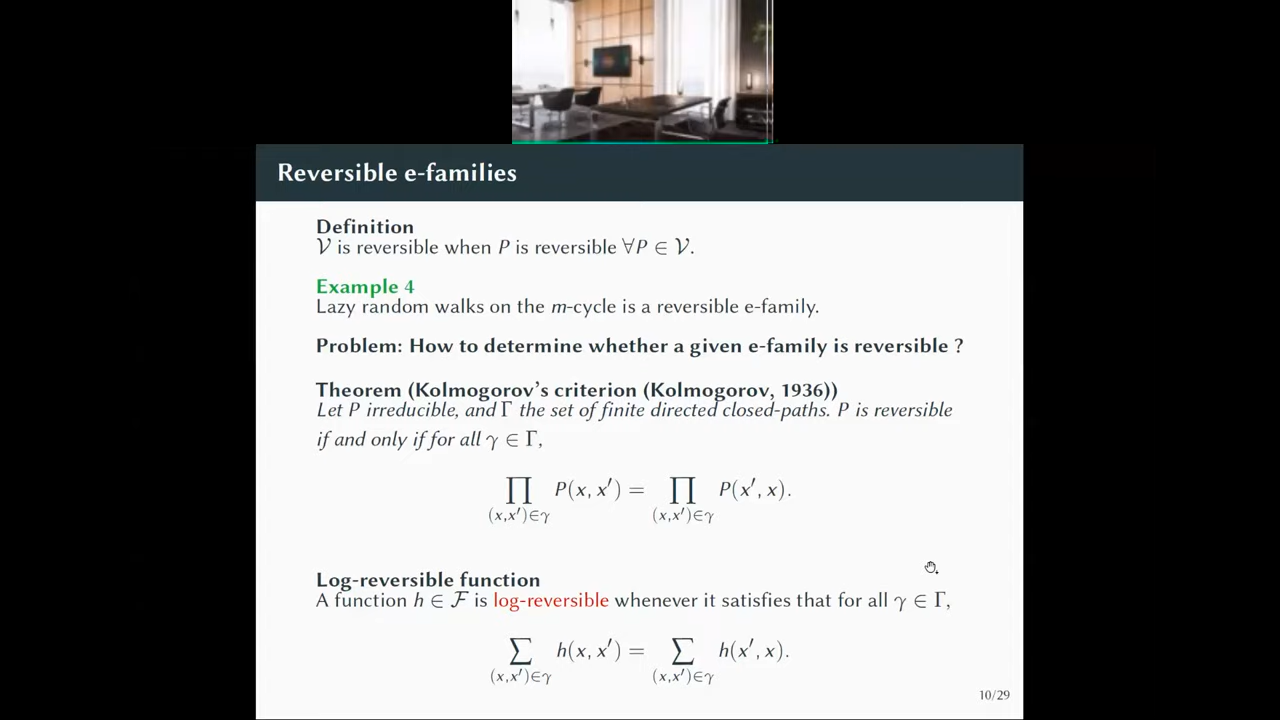 Reversible e-families
Definition
𝒱 is reversible when P is reversible ∀P ∈ 𝒱.
Example 4
Lazy random walks on the m-cycle is a reversible e-family.
Problem: How to determine whether a given e-family is reversible ?
Theorem (Kolmogorov's criterion (Kolmogorov, 1936))
Let P irreducible, and Γ the set of finite directed closed-paths. P is reversible
if and only if for all γ ∈ Γ,
∏_{(x,x′)∈γ} P(x, x′) = ∏_{(x,x′)∈γ} P(x′, x).
Log-reversible function
A function h ∈ ℱ is log-reversible whenever it satisfies that for all γ ∈ Γ,
∑_{(x,x′)∈γ} h(x, x′) = ∑_{(x,x′)∈γ} h(x′, x).
10/29